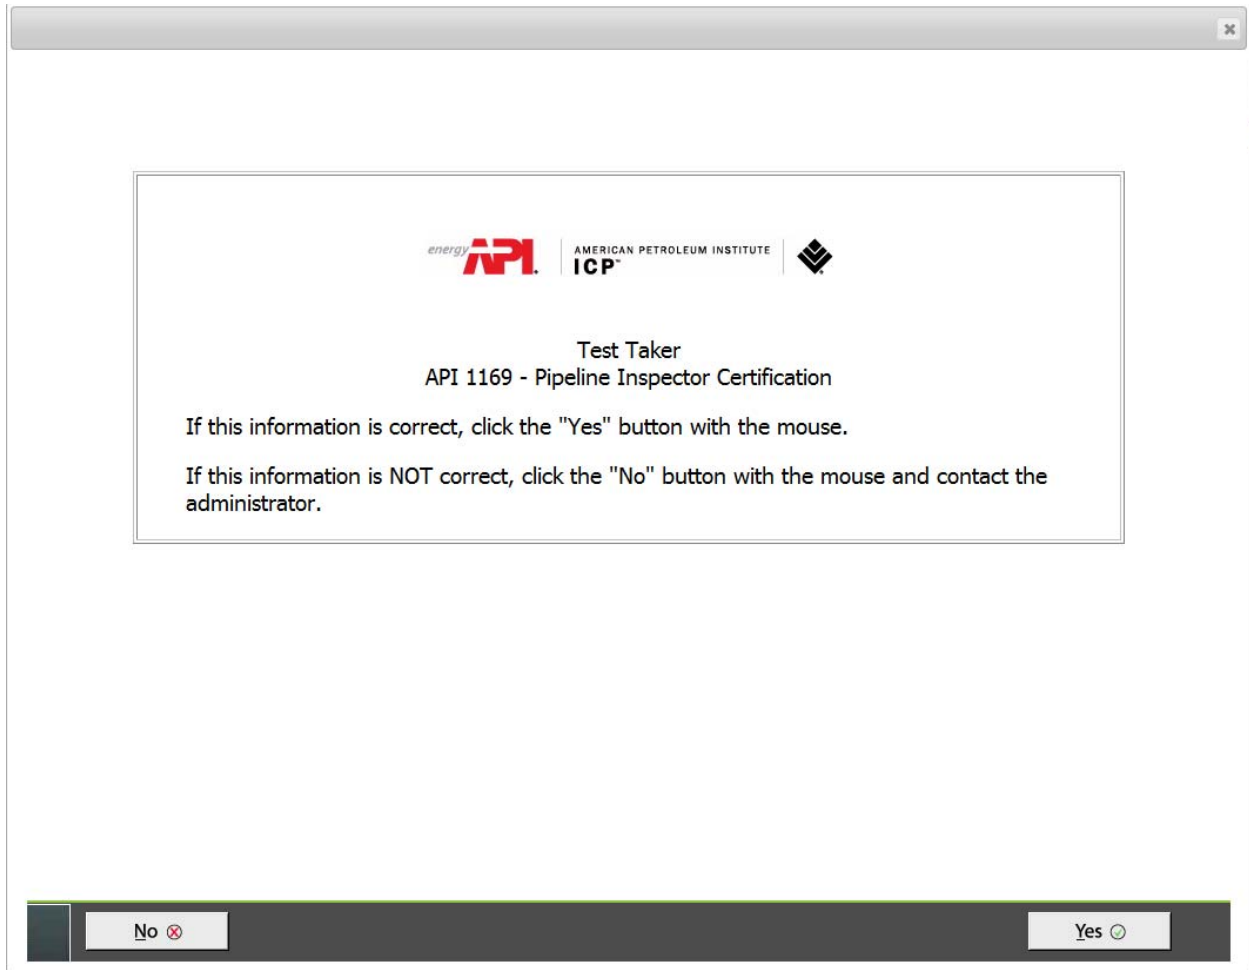 energy API.
AMERICAN PETROLEUM INSTITUTE
ICP™
Test Taker
API 1169 - Pipeline Inspector Certification
If this information is correct, click the "Yes" button with the mouse.
If this information is NOT correct, click the "No" button with the mouse and contact the
administrator.
No
Yes